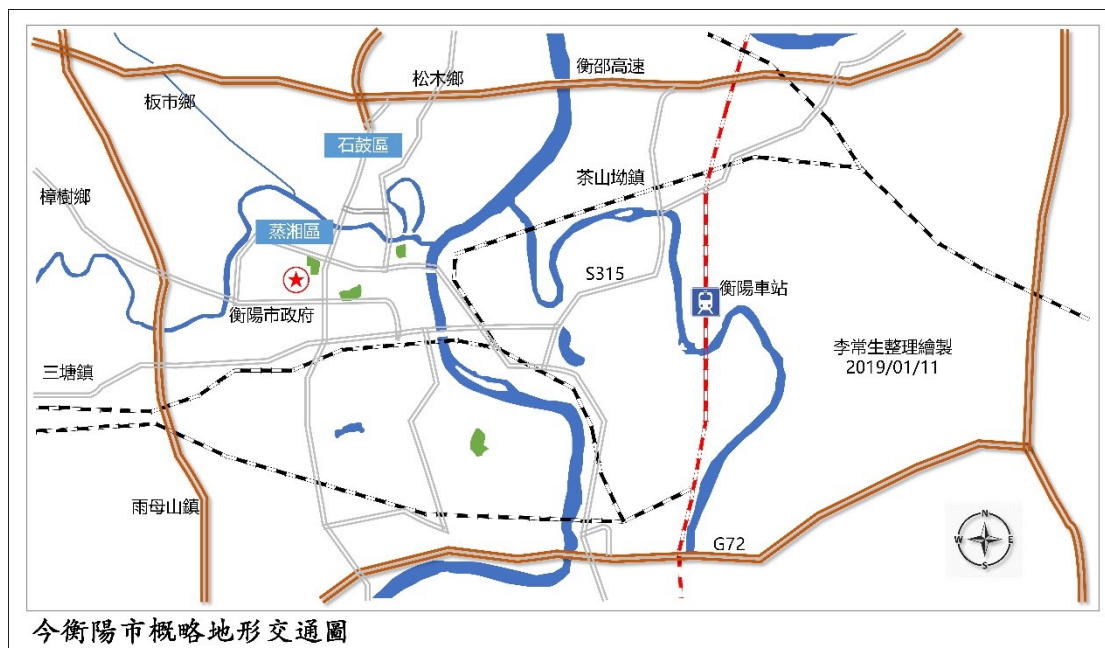 衡邵高速
松木鄉
板市鄉
石鼓區
茶山坳鎮
樟樹鄉
蒸湘區
S315
衡陽車站
衡陽市政府
李常生整理繪製
2019/01/11
三塘鎮
雨母山鎮
G72
N
W
E
S
今衡陽市概略地形交通圖